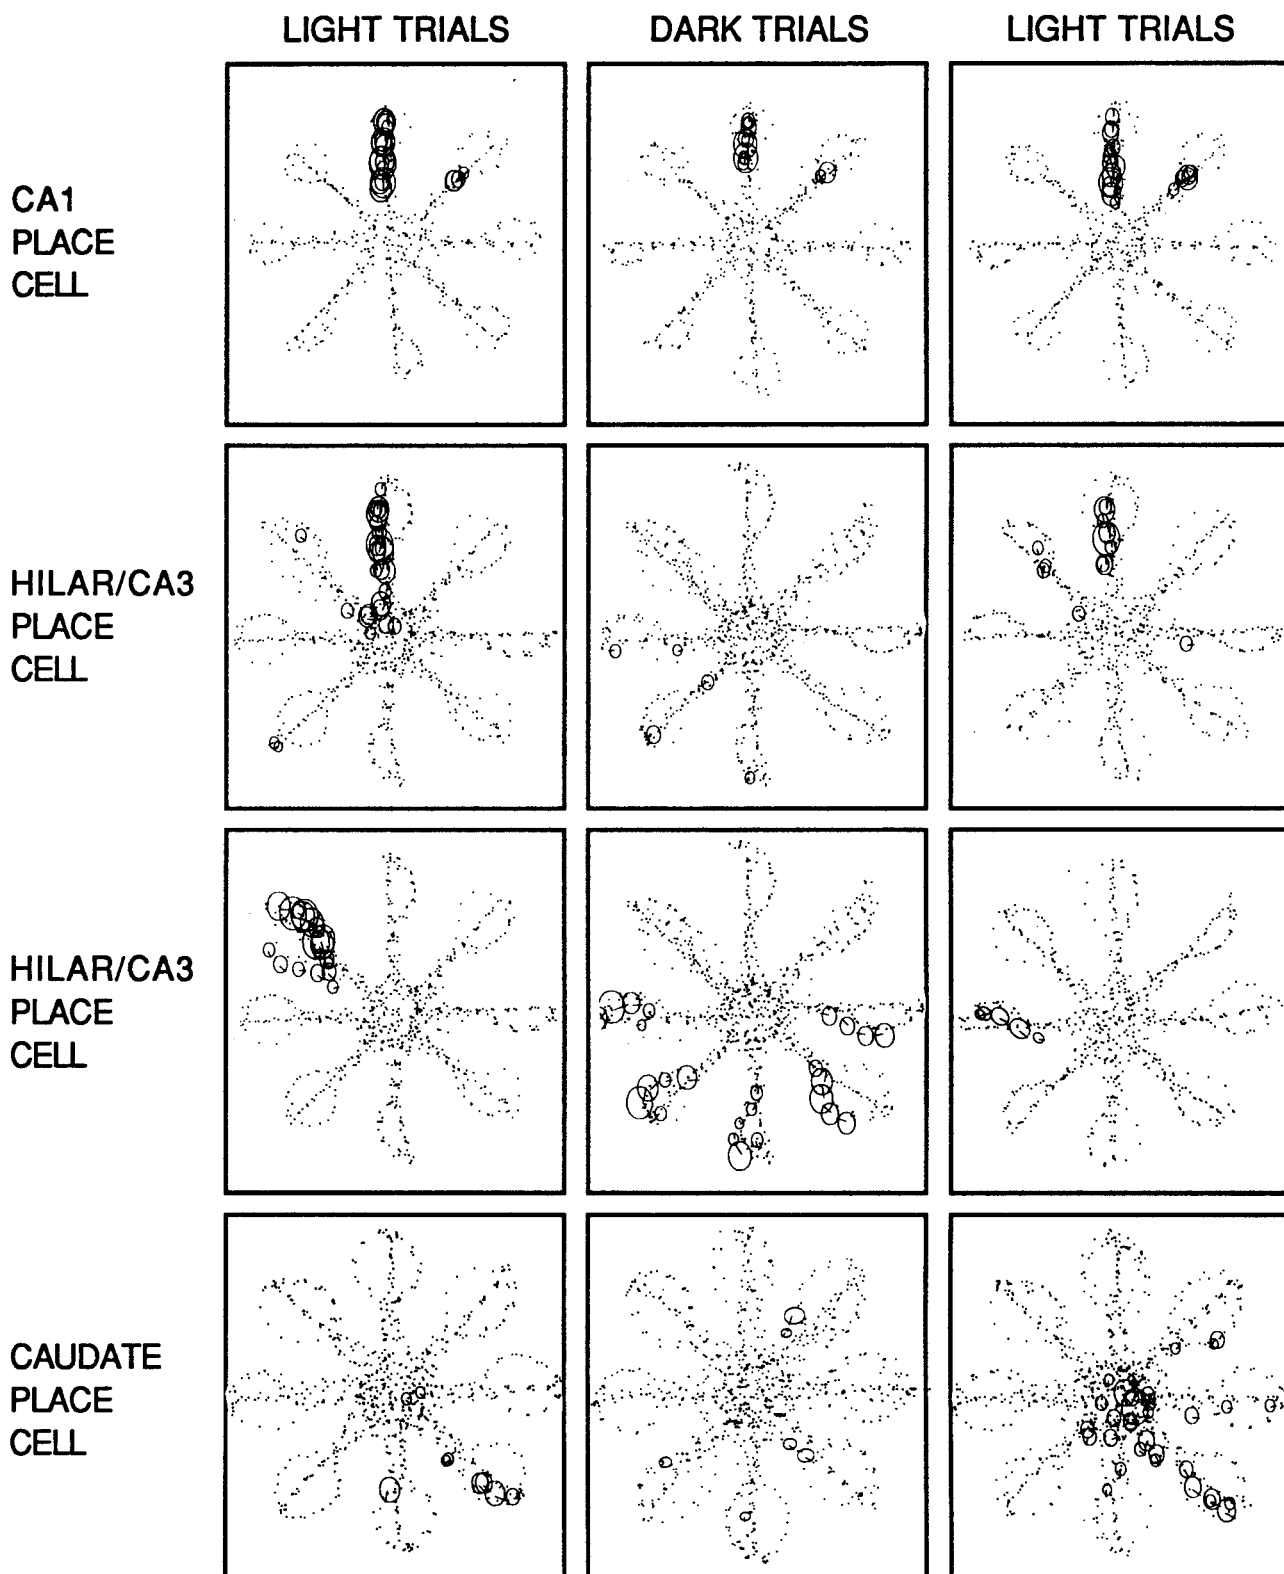 LIGHT TRIALS DARK TRIALS LIGHT TRIALS
CA1
PLACE
CELL
HILAR/CA3
PLACE
CELL
HILAR/CA3
PLACE
CELL
CAUDATE
PLACE
CELL